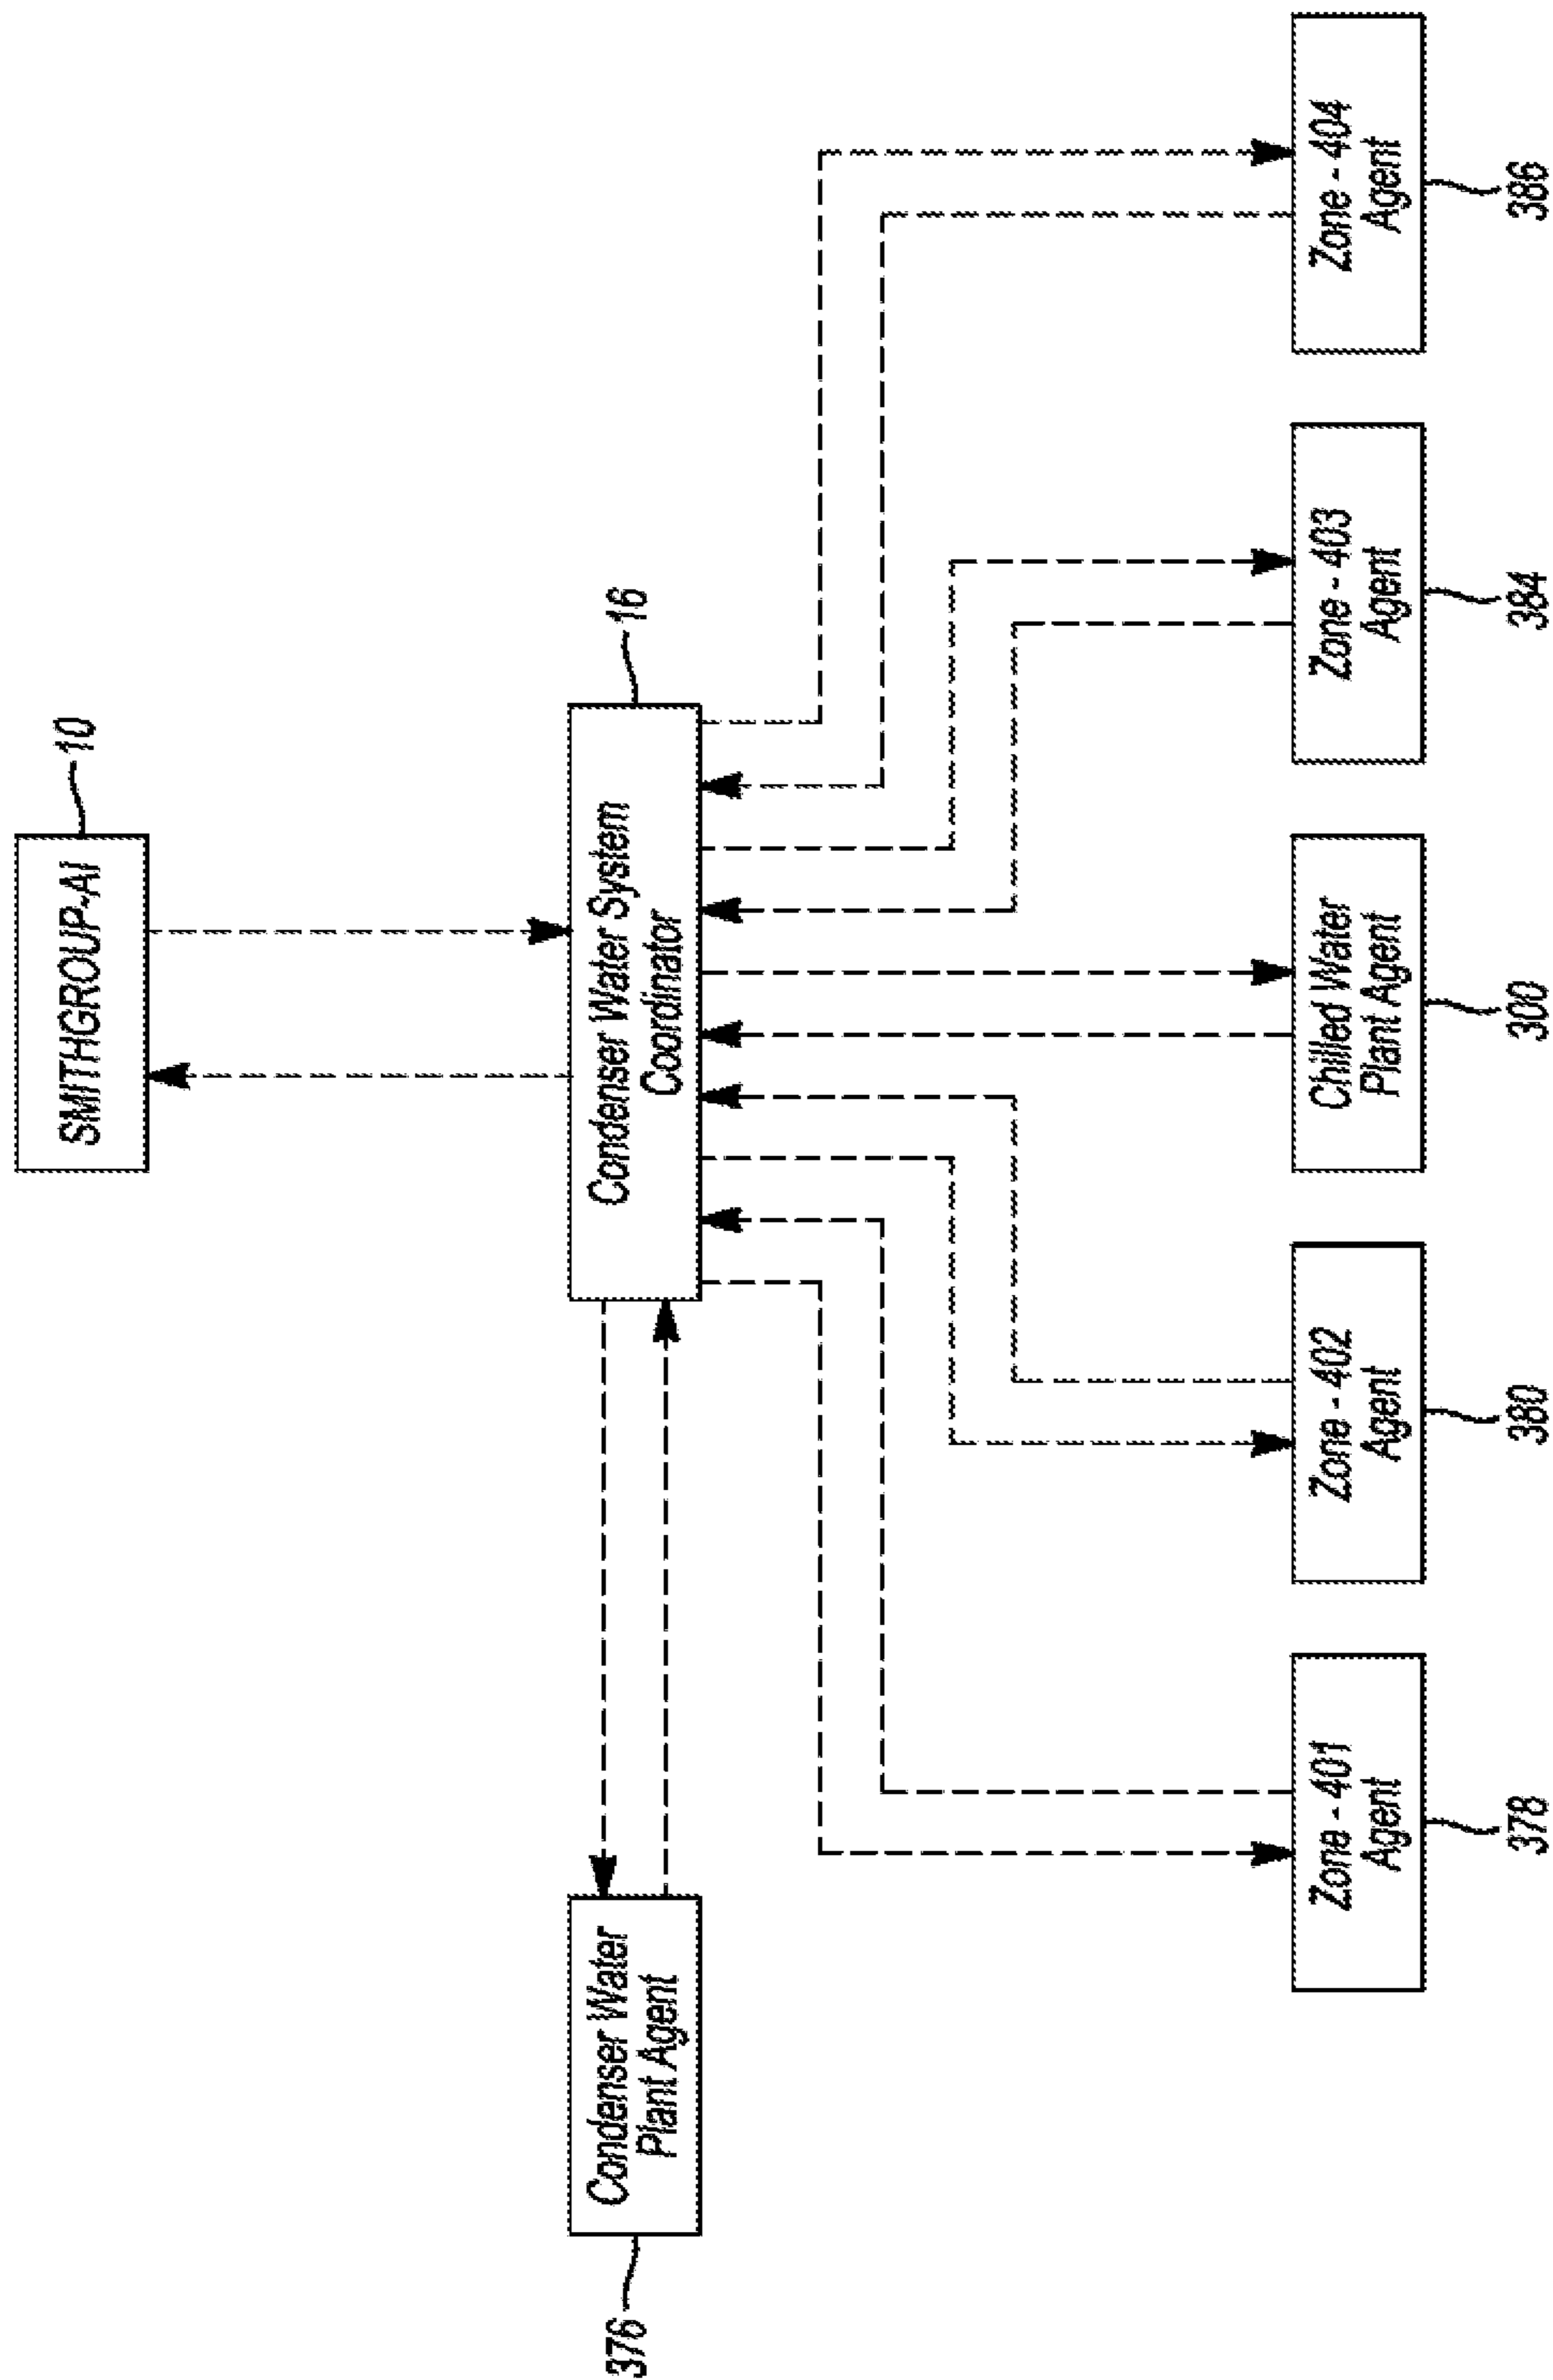 SMITHGROUP-AI
10
Condenser Water System
Coordinator
16
Condenser Water
Plant Agent
376
Zone - 401
Agent
378
Zone - 402
Agent
380
Chilled Water
Plant Agent
300
Zone - 403
Agent
384
Zone - 404
Agent
386